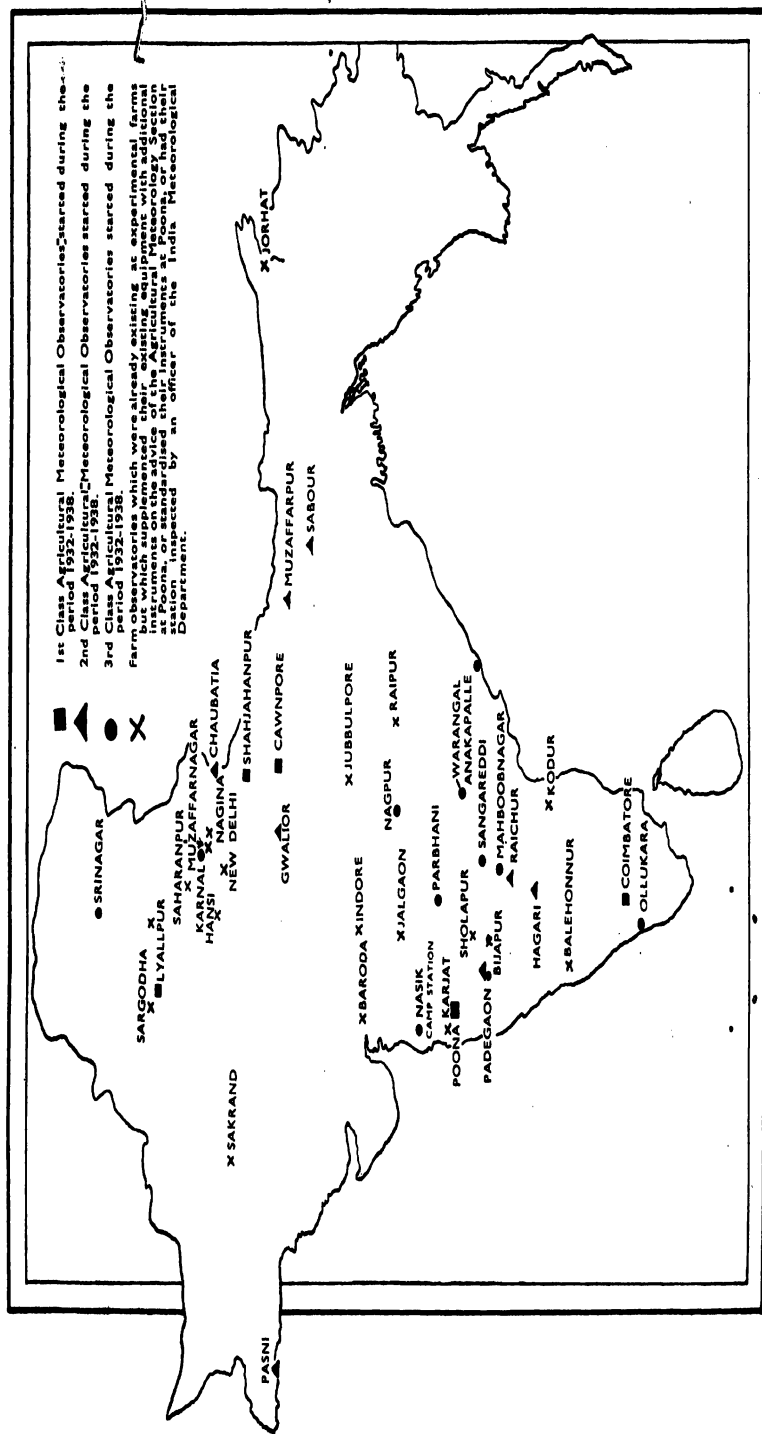 1st Class Agricultural Meteorological Observatories started during the
period 1932-1938.
2nd Class Agricultural Meteorological Observatories started during the
period 1932-1938.
3rd Class Agricultural Meteorological Observatories started during the
period 1932-1938.
Farm observatories which were already existing at experimental farms
but which supplemented their existing equipment with additional
instruments on the advice of the Agricultural Meteorology Section
at Poona, or standardised their instruments at Poona, or had their
station inspected by an officer of the India Meteorological
Department.
SRINAGAR
SARGODHA
LYALLPUR
SAHARANPUR
MUZAFFARNAGAR
KARNAL
HANSI
NAGINA
CHAUBATIA
NEW DELHI
SAKRAND
SHAHJAHANPUR
JORHAT
PASNI
GWALIOR
CAWNPORE
MUZAFFARPUR
SABOUR
BARODA
INDORE
JUBBULPORE
JALGAON
NAGPUR
RAIPUR
NASIK
CAMP STATION
PARBHANI
KARJAT
POONA
SHOLAPUR
WARANGAL
ANAKAPALLE
PADEGAON
BIJAPUR
SANGAREDDI
MAHBOOBNAGAR
RAICHUR
HAGARI
KODUR
BALEHONNUR
COIMBATORE
OLLUKARA